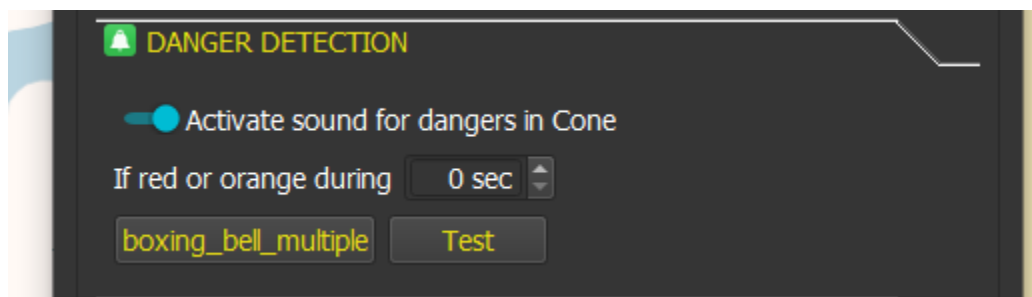 DANGER DETECTION
Activate sound for dangers in Cone
If red or orange during 0 sec
boxing_bell_multiple Test